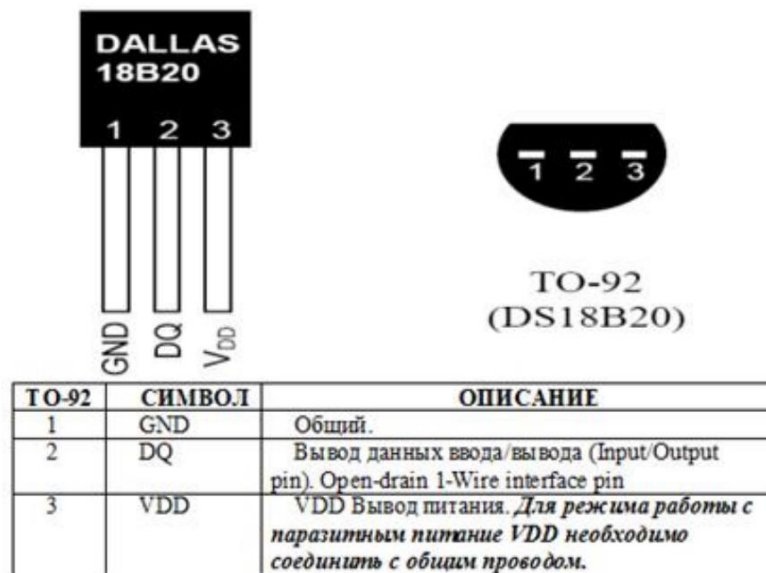 DALLAS
18B20
1 2 3
GND DQ VDD
1 2 3
TO-92
(DS18B20)
ТО-92 СИМВОЛ ОПИСАНИЕ
1 GND Общий.
2 DQ Вывод данных ввода/вывода (Input/Output
pin). Open-drain 1-Wire interface pin
3 VDD VDD Вывод питания. Для режима работы с
паразитным питание VDD необходимо
соединить с общим проводом.